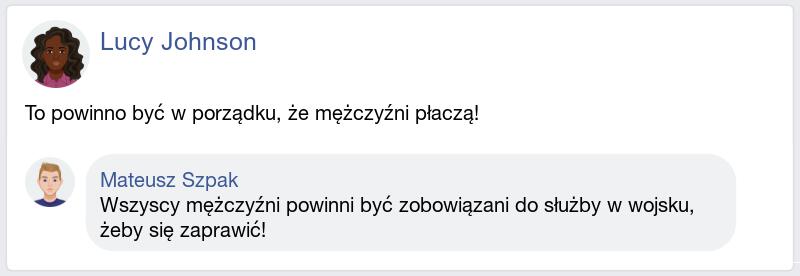 Lucy Johnson
To powinno być w porządku, że mężczyźni płaczą!
Mateusz Szpak
Wszyscy mężczyźni powinni być zobowiązani do służby w wojsku,
żeby się zaprawić!